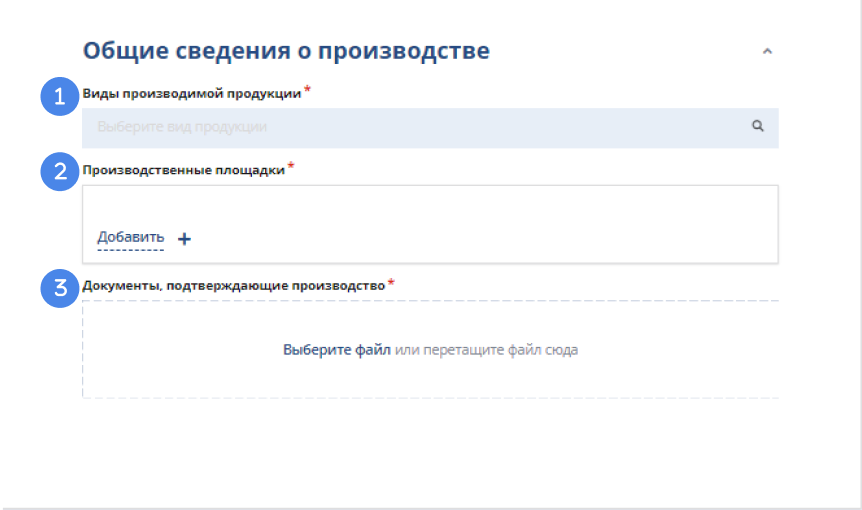 Общие сведения о производстве
1 Виды производимой продукции *
Выберите вид продукции
2 Производственные площадки *
Добавить +
3 Документы, подтверждающие производство *
Выберите файл или перетащите файл сюда